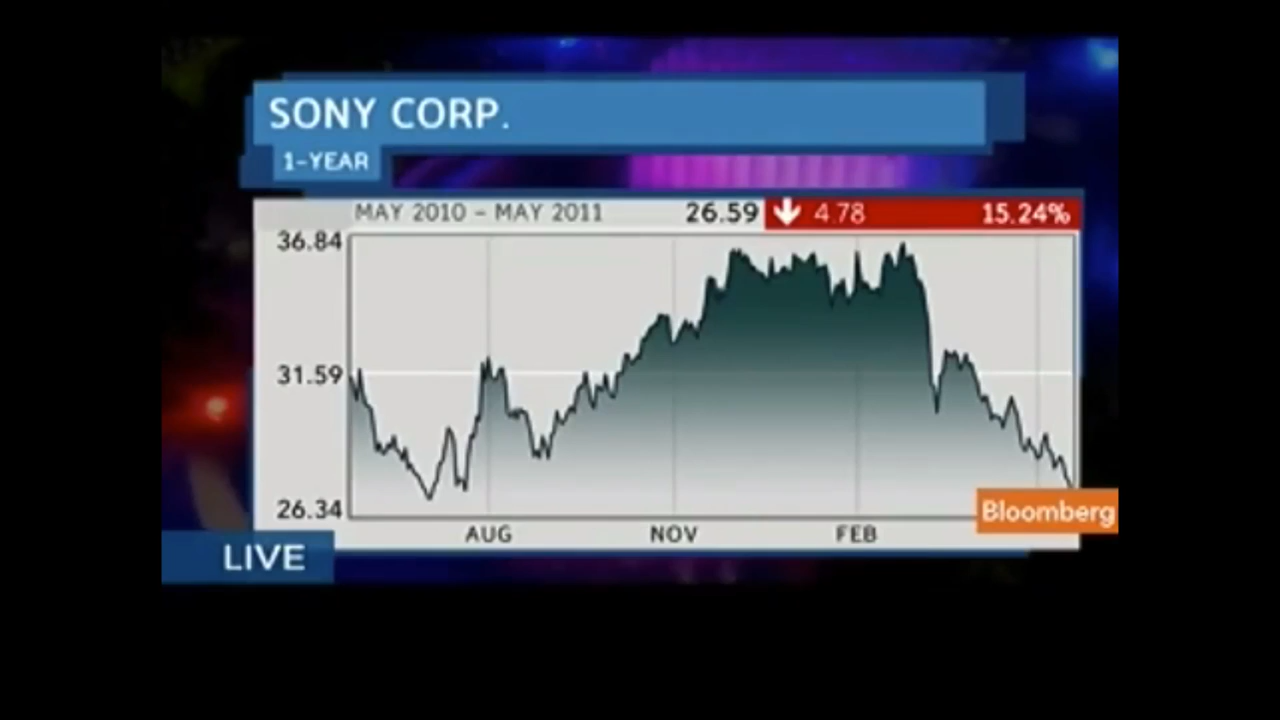 SONY CORP.
1-YEAR
MAY 2010 - MAY 2011 26.59 4.78 15.24%
36.84
31.59
26.34
AUG NOV FEB
Bloomberg
LIVE